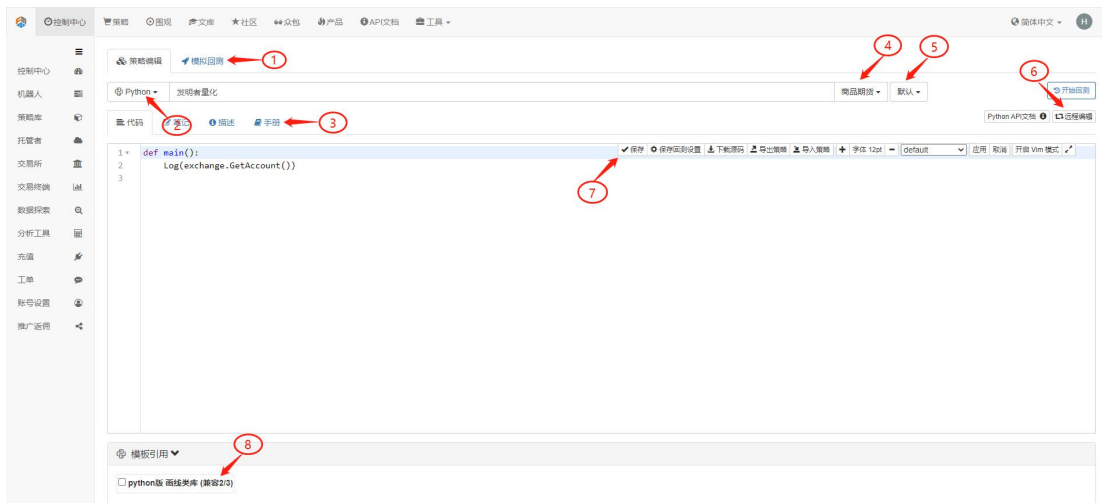 控制中心 策略 围观 文库 社区 众包 产品 API文档 工具 简体中文 H
控制中心
机器人
策略库
托管者
交易所
交易终端
数据探索
分析工具
充值
工单
账号设置
推广返佣
策略编辑 模拟回测 1
4 5 6
Python 发明者量化 商品期货 默认 开始回测
代码 2 笔记 描述 手册 3 Python API文档 远程编辑
1 def main():
2 Log(exchange.GetAccount())
3
保存 保存回测设置 下载源码 导出策略 导入策略 字体 12pt default 应用 取消 开启 Vim 模式
7
模板引用 8
python版 画线类库 (兼容2/3)